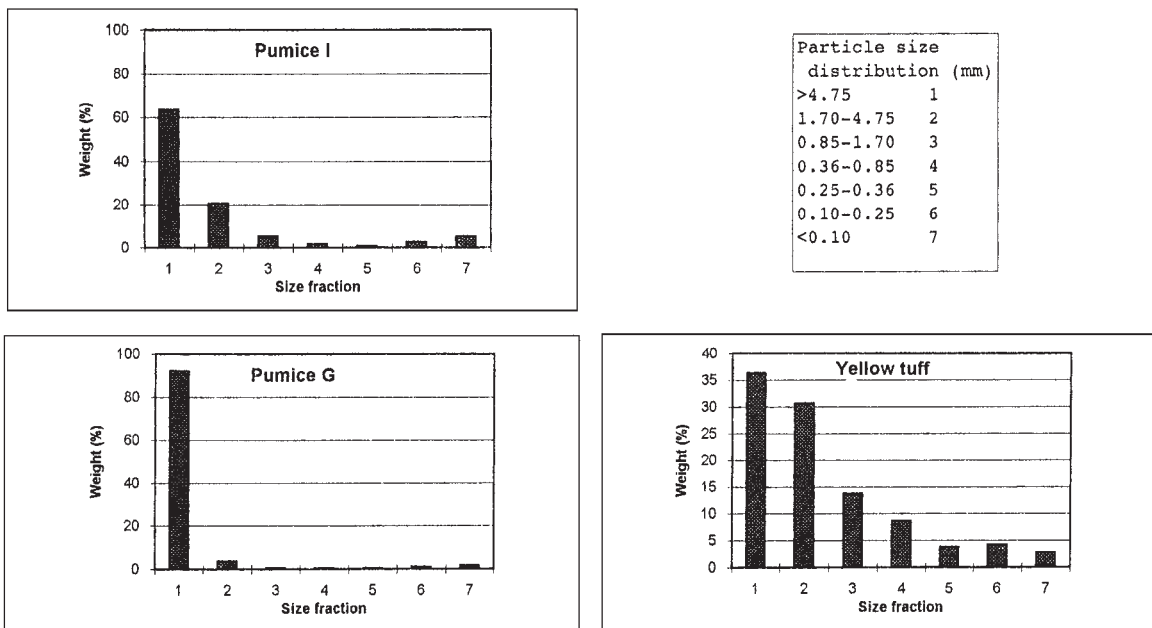 Pumice I
Weight (%)
100
80
60
40
20
0
1 2 3 4 5 6 7
Size fraction
Particle size
distribution (mm)
>4.75 1
1.70-4.75 2
0.85-1.70 3
0.36-0.85 4
0.25-0.36 5
0.10-0.25 6
<0.10 7
Pumice G
Weight (%)
100
80
60
40
20
0
1 2 3 4 5 6 7
Size fraction
Yellow tuff
Weight (%)
40
35
30
25
20
15
10
5
0
1 2 3 4 5 6 7
Size fraction